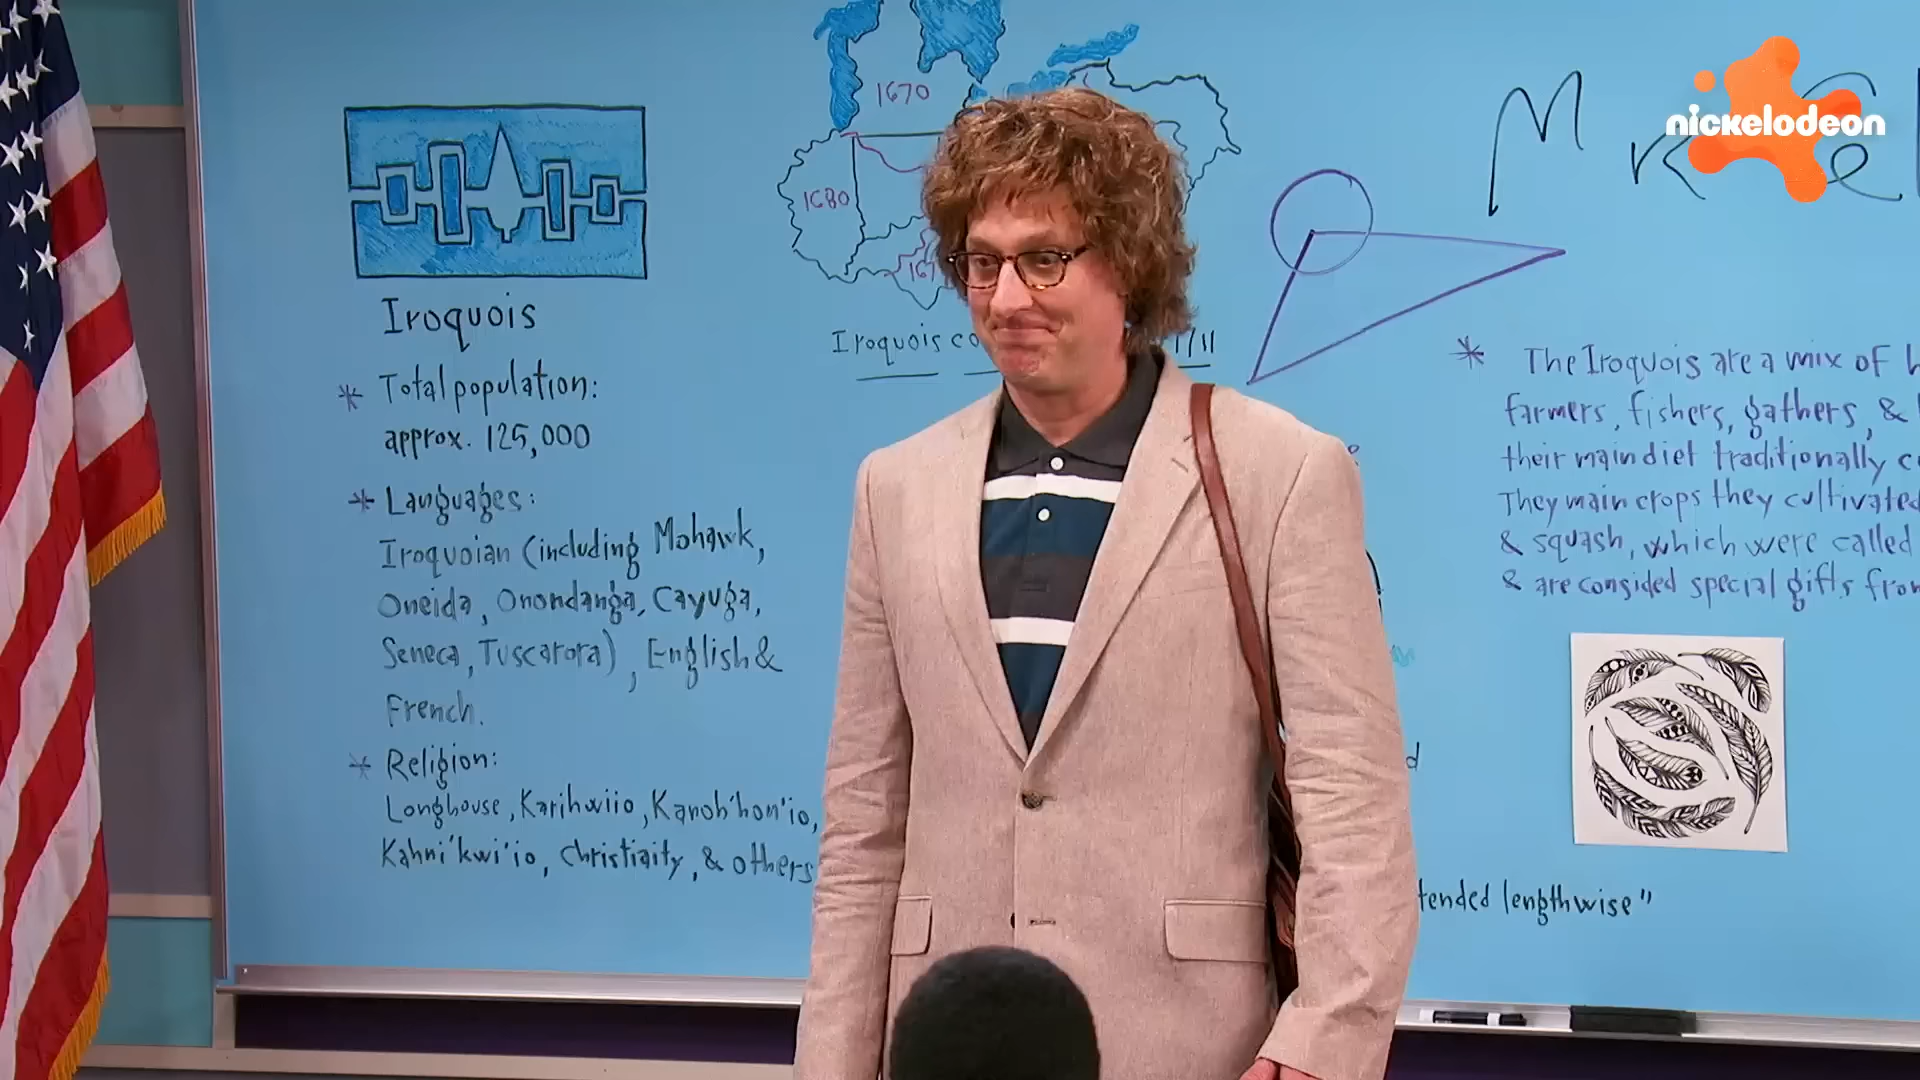 1670
1680
167
Iroquois
* Total population:
approx. 125,000
* Languages:
Iroquoian (including Mohawk,
Oneida, Onondanga, Cayuga,
Seneca, Tuscarora), English &
French.
* Religion:
Longhouse, Karihwiio, Kanoh'hon'io,
Kahni'kwi'io, Christiaity, & others
Iroquois co
1711
nickelodeon
M
* The Iroquois are a mix of h
farmers, fishers, gathers, &
their main diet traditionally c
They main crops they cultivated
& squash, which were called
& are consided special gifts from
tended lengthwise"